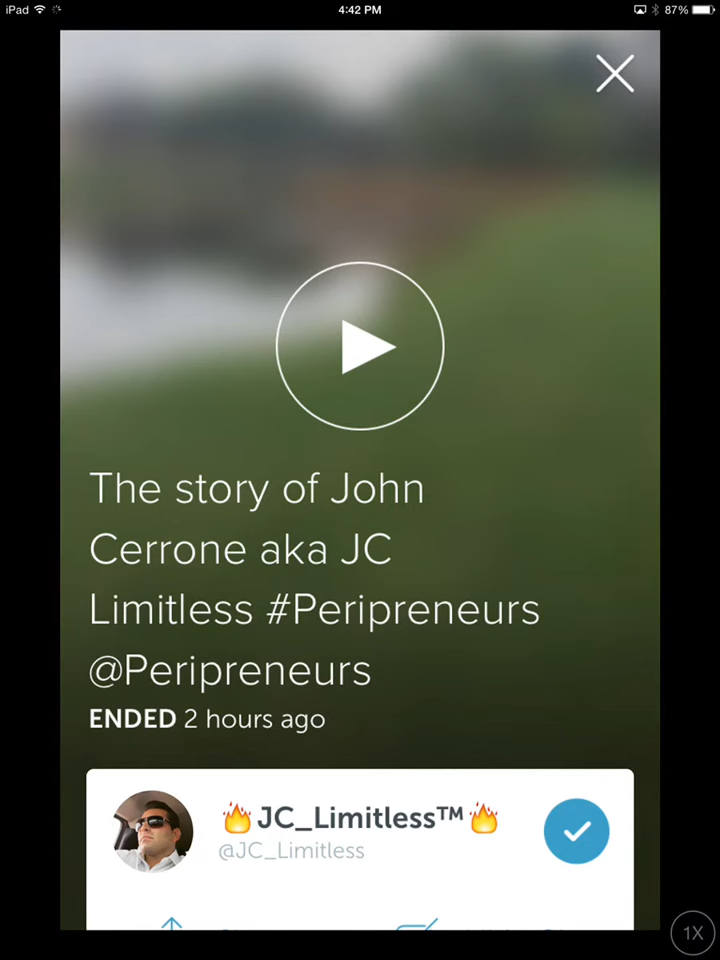 iPad 4:42 PM 87%
The story of John
Cerrone aka JC
Limitless #Peripreneurs
@Peripreneurs
ENDED 2 hours ago
🔥JC_Limitless™🔥
@JC_Limitless
1X